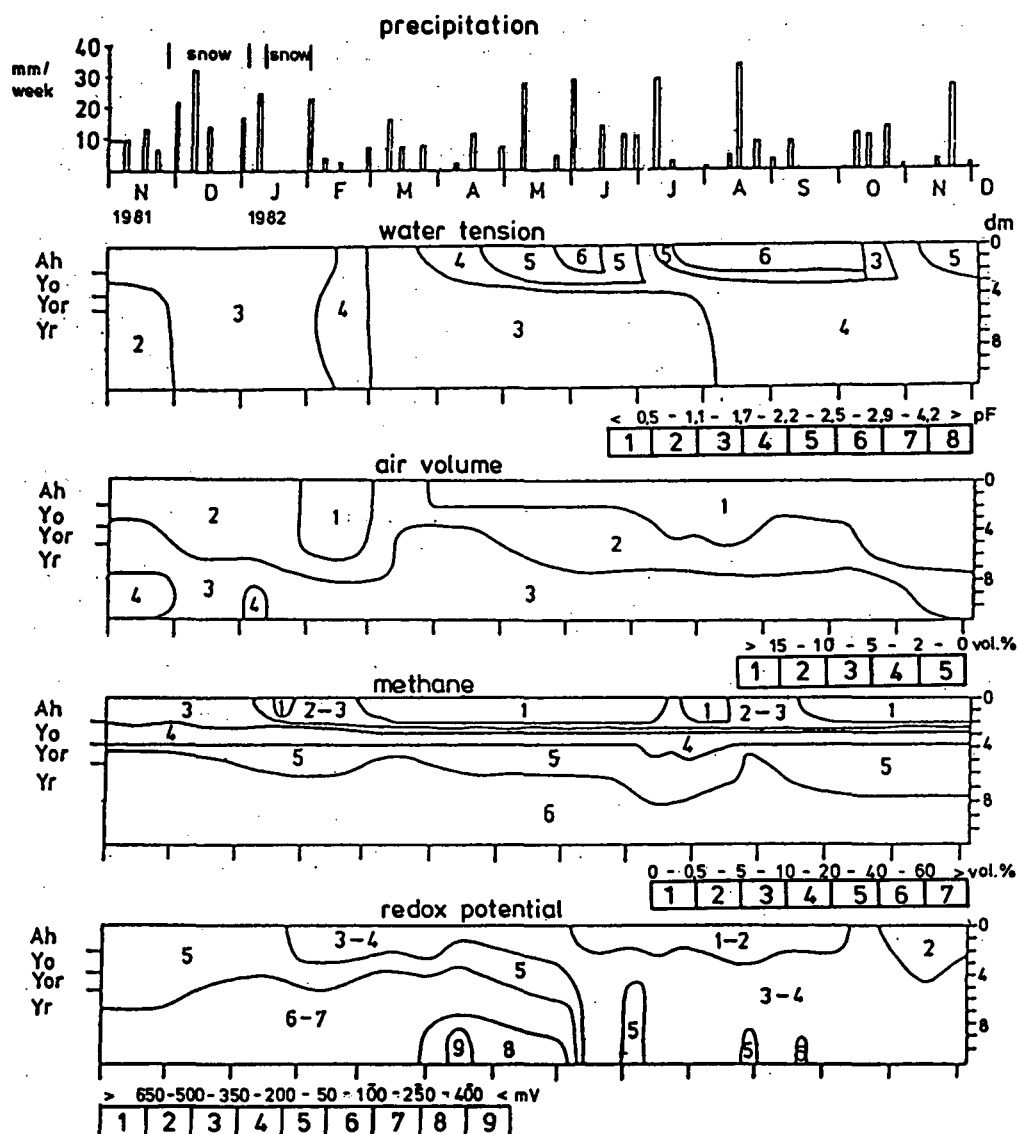 precipitation
snow snow
40
mm/ 30
week 20
10
N D J F M A M J J A S O N D
1981 1982
water tension dm
Ah
Yo
Yor
Yr
0
4
8
2 3 4 3 4 5 6 5 5 6 3 4 5
< 0,5 - 1,1 - 1,7 - 2,2 - 2,5 - 2,9 - 4,2 > pF
1 2 3 4 5 6 7 8
air volume
Ah
Yo
Yor
Yr
0
4
8
2 1 4 3 4 3 2 1
> 15 - 10 - 5 - 2 - 0 vol.%
1 2 3 4 5
methane
Ah
Yo
Yor
Yr
0
4
8
3 1 2-3 1 1 2-3 1
4 4
5 5 5
6
0 - 0,5 - 5 - 10 - 20 - 40 - 60 > vol.%
1 2 3 4 5 6 7
redox potential
Ah
Yo
Yor
Yr
0
4
8
5 3-4 5 1-2 2
6-7 9 8 5 3-4 5
> 650-500-350-200-50-100-250-400 < mV
1 2 3 4 5 6 7 8 9